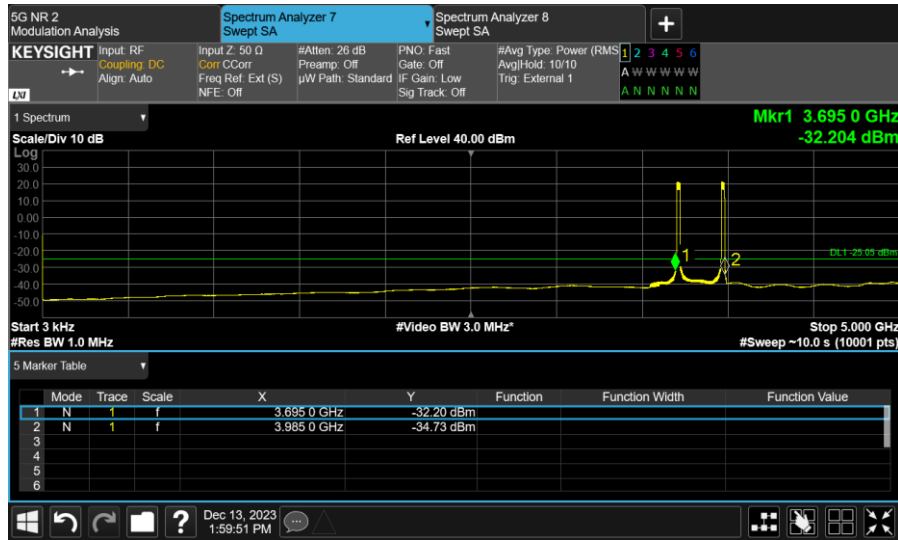 5G NR 2
Modulation Analysis
Spectrum Analyzer 7
Swept SA
Spectrum Analyzer 8
Swept SA
KEYSIGHT
LXI
Input: RF
Coupling: DC
Align: Auto
Input Z: 50 Ω
Corr CCorr
Freq Ref: Ext (S)
NFE: Off
#Atten: 26 dB
Preamp: Off
µW Path: Standard
PNO: Fast
Gate: Off
IF Gain: Low
Sig Track: Off
#Avg Type: Power (RMS
Avg|Hold: 10/10
Trig: External 1
1 2 3 4 5 6
A W W W W W
A N N N N N
1 Spectrum
Mkr1 3.695 0 GHz
Scale/Div 10 dB
Ref Level 40.00 dBm
-32.204 dBm
Log
30.0
20.0
10.0
0.00
-10.0
-20.0
-30.0
-40.0
-50.0
1
2
DL1 -25.05 dBm
Start 3 kHz
#Video BW 3.0 MHz*
Stop 5.000 GHz
#Res BW 1.0 MHz
#Sweep ~10.0 s (10001 pts)
5 Marker Table
Mode Trace Scale X Y Function Function Width Function Value
1 N 1 f 3.695 0 GHz -32.20 dBm
2 N 1 f 3.985 0 GHz -34.73 dBm
3
4
5
6
?
Dec 13, 2023
1:59:51 PM